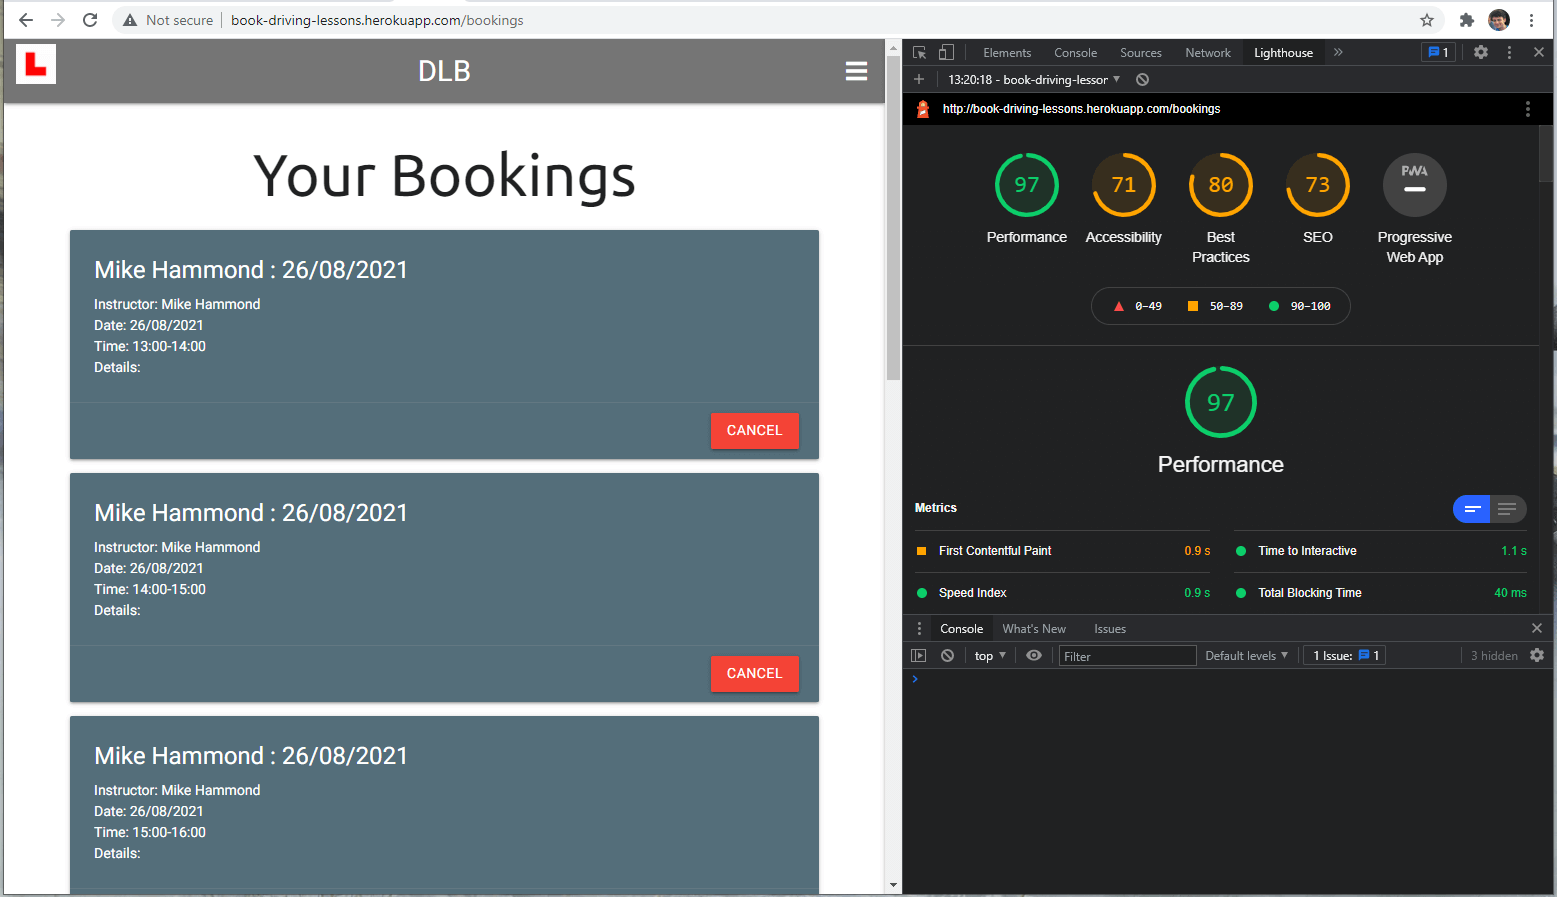 Not secure | book-driving-lessons.herokuapp.com/bookings
L
DLB
Your Bookings
Mike Hammond : 26/08/2021
Instructor: Mike Hammond
Date: 26/08/2021
Time: 13:00-14:00
Details:
CANCEL
Mike Hammond : 26/08/2021
Instructor: Mike Hammond
Date: 26/08/2021
Time: 14:00-15:00
Details:
CANCEL
Mike Hammond : 26/08/2021
Instructor: Mike Hammond
Date: 26/08/2021
Time: 15:00-16:00
Details:
Elements Console Sources Network Lighthouse » 1
13:20:18 - book-driving-lessor
http://book-driving-lessons.herokuapp.com/bookings
97 71 80 73 PWA
Performance Accessibility Best Practices SEO Progressive Web App
0–49 50–89 90–100
97
Performance
Metrics
First Contentful Paint 0.9 s
Time to Interactive 1.1 s
Speed Index 0.9 s
Total Blocking Time 40 ms
Console What's New Issues
top Filter Default levels 1 Issue: 1 3 hidden